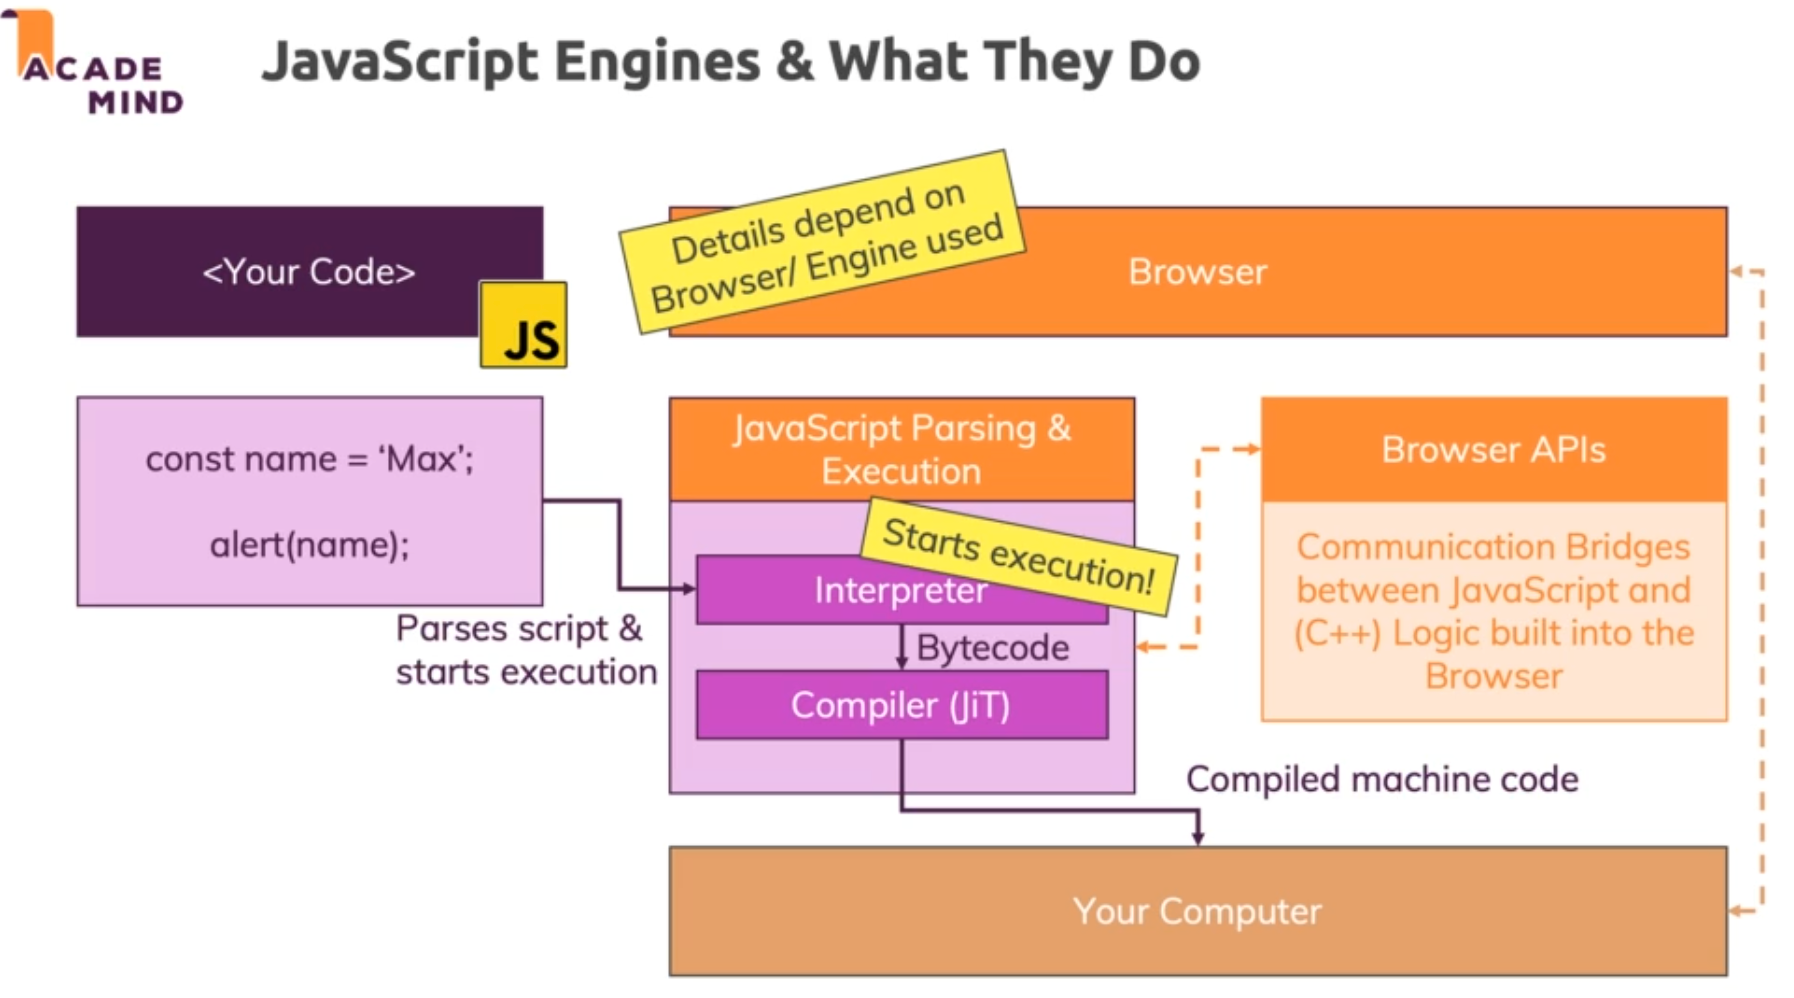 ACADE
MIND
JavaScript Engines & What They Do
<Your Code>
JS
Details depend on
Browser/ Engine used
Browser
const name = ‘Max’;
alert(name);
Parses script &
starts execution
JavaScript Parsing &
Execution
Starts execution!
Interpreter
Bytecode
Compiler (JiT)
Browser APIs
Communication Bridges
between JavaScript and
(C++) Logic built into the
Browser
Compiled machine code
Your Computer